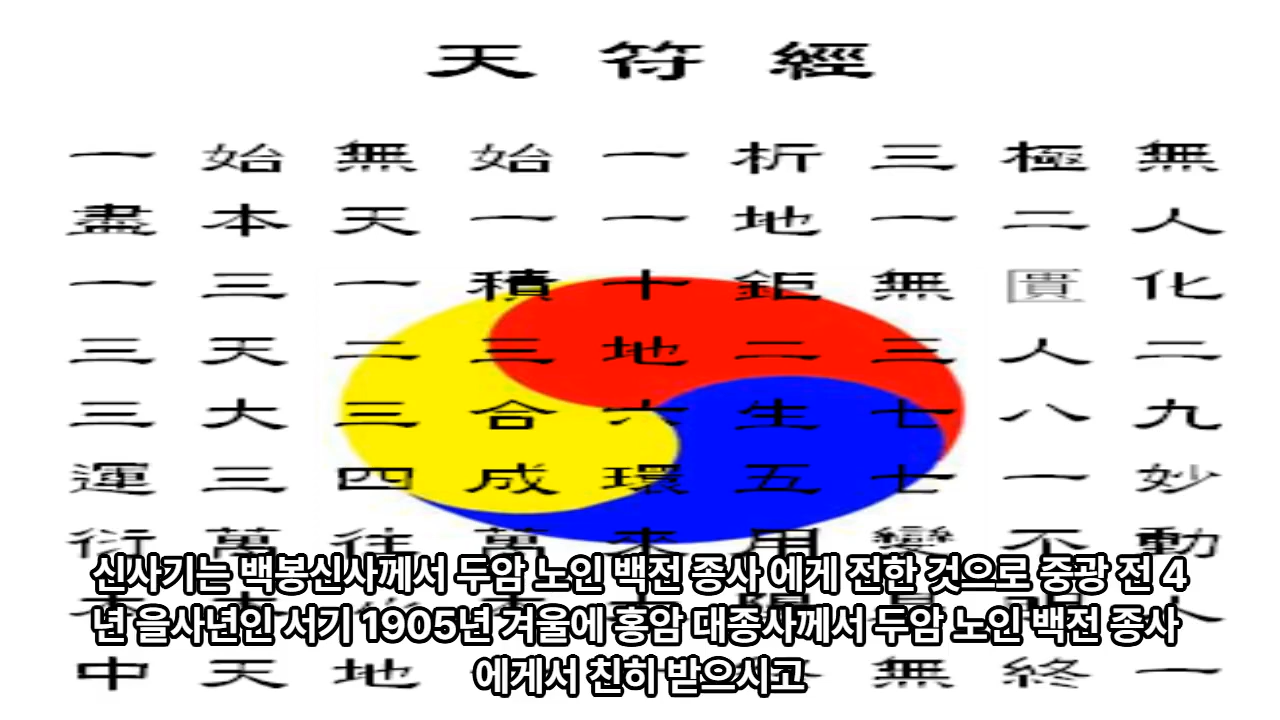 天符經
一始無始一析三極無
盡本天一一地一二人
一三一積十鉅無匱化
三天二三地二三人二
三大三合六生七八九
運三四成環五七一妙
衍萬往萬來用變不動
中天地 無終一
신사기는 백봉신사께서 두암 노인 백전 종사 에게 전한 것으로 중광 전 4
년 을사년인 서기 1905년 겨울에 홍암 대종사께서 두암 노인 백전 종사
에게서 친히 받으시고